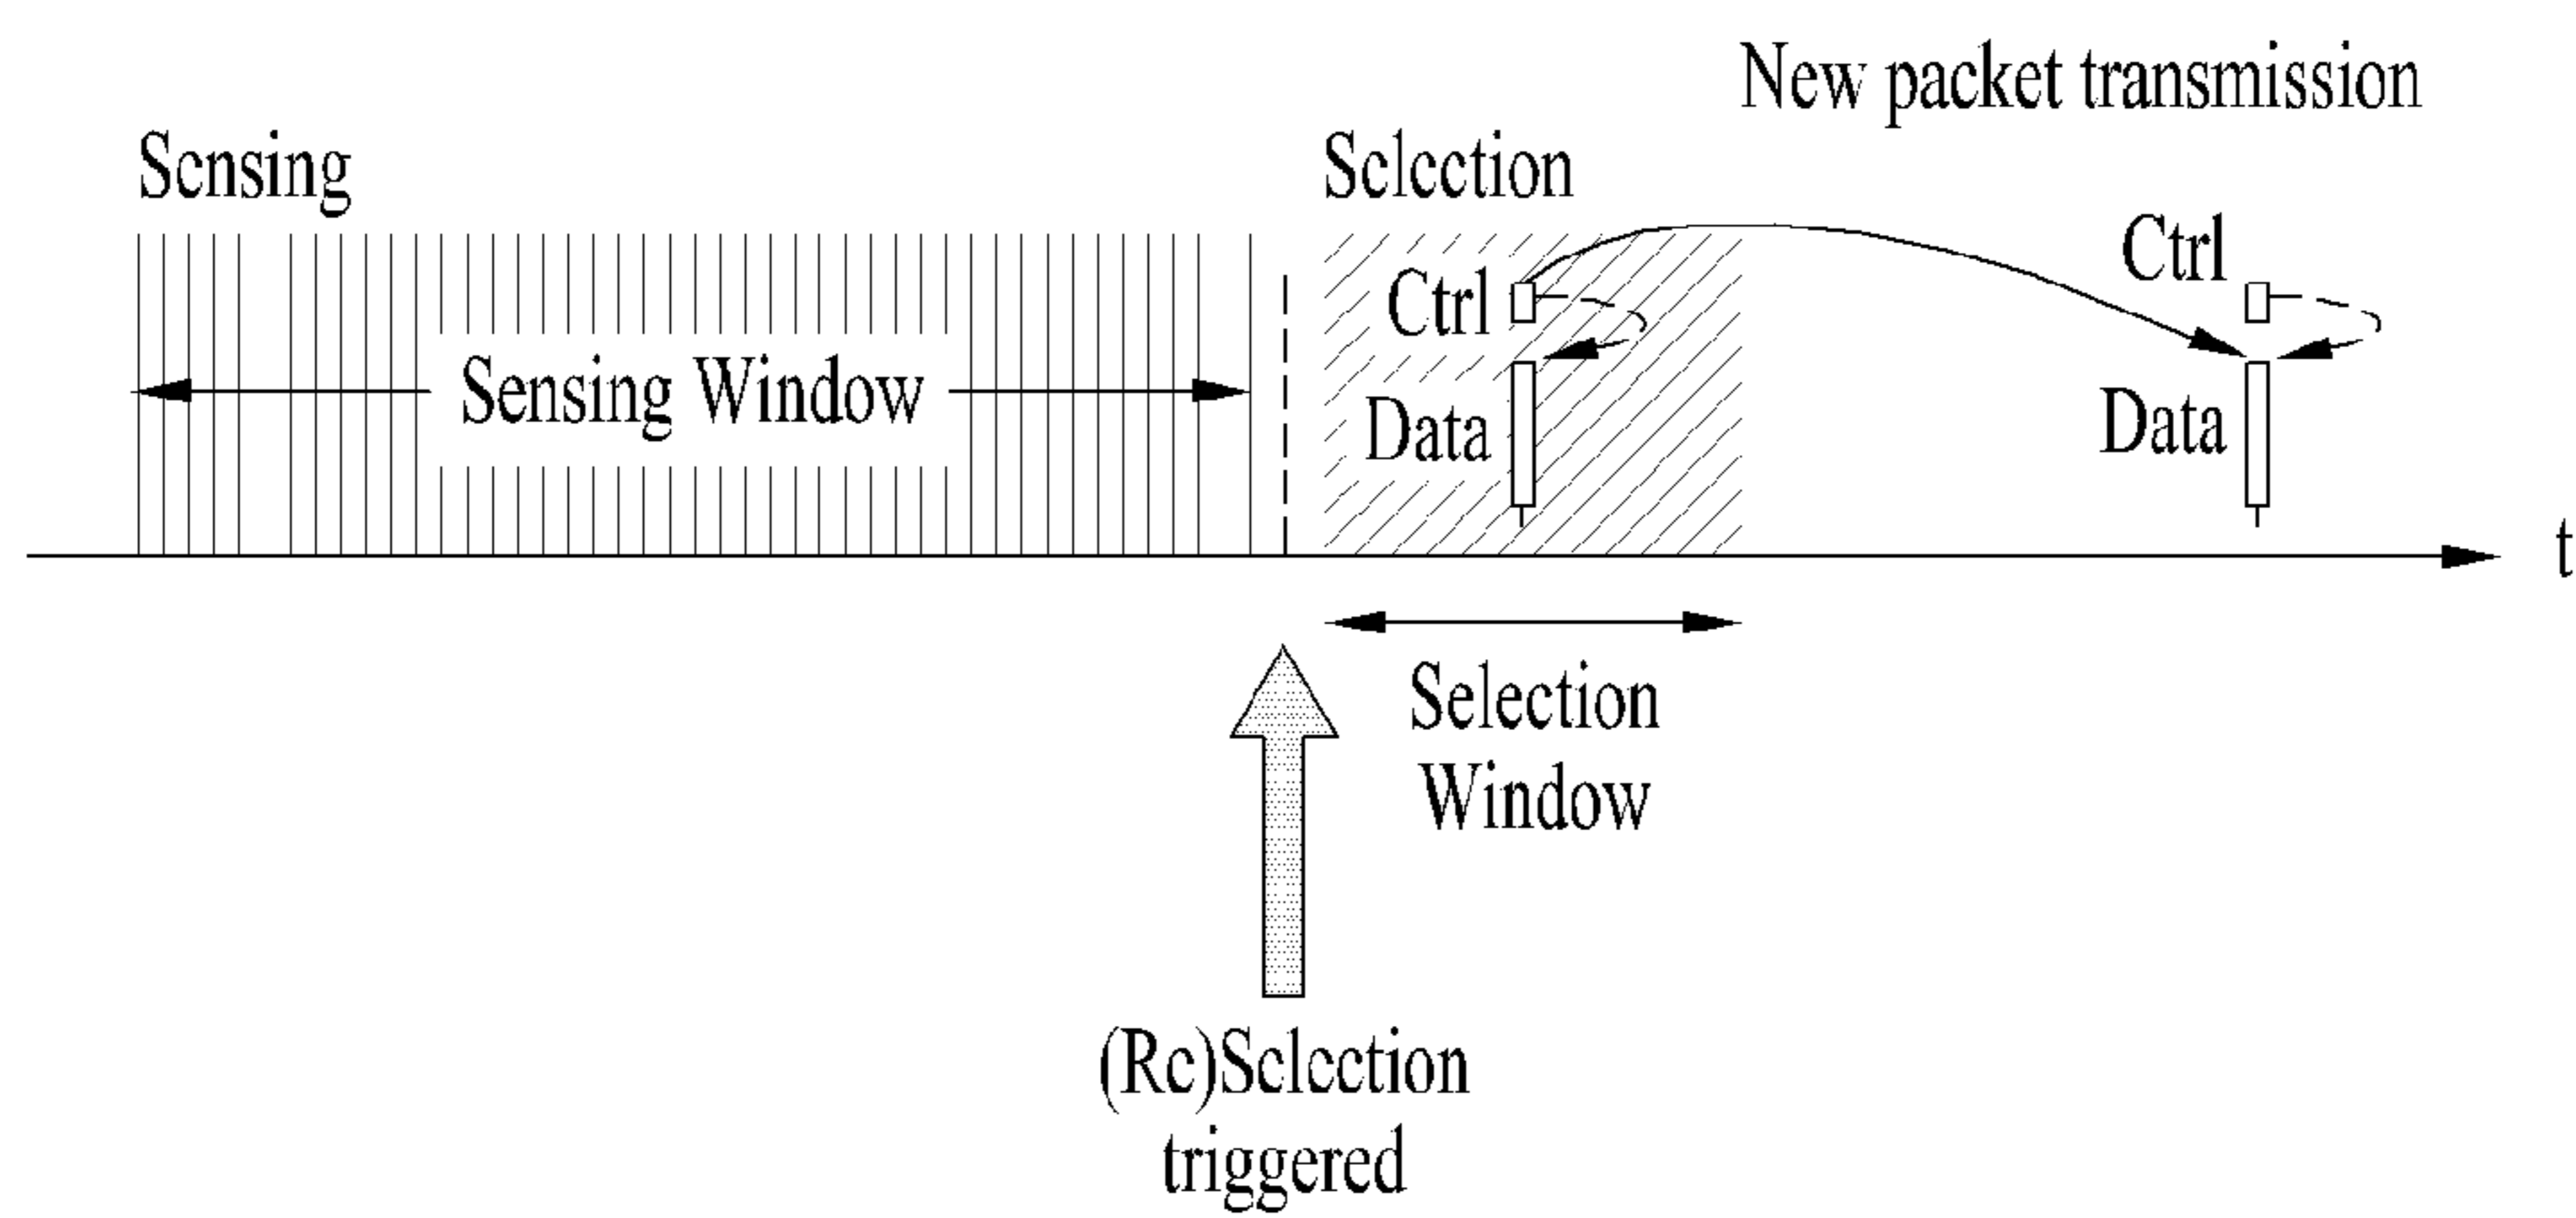 New packet transmission
Sensing
Selection
Ctrl
Ctrl
Sensing Window
Data
Data
t
Selection
Window
(Re)Selection
triggered